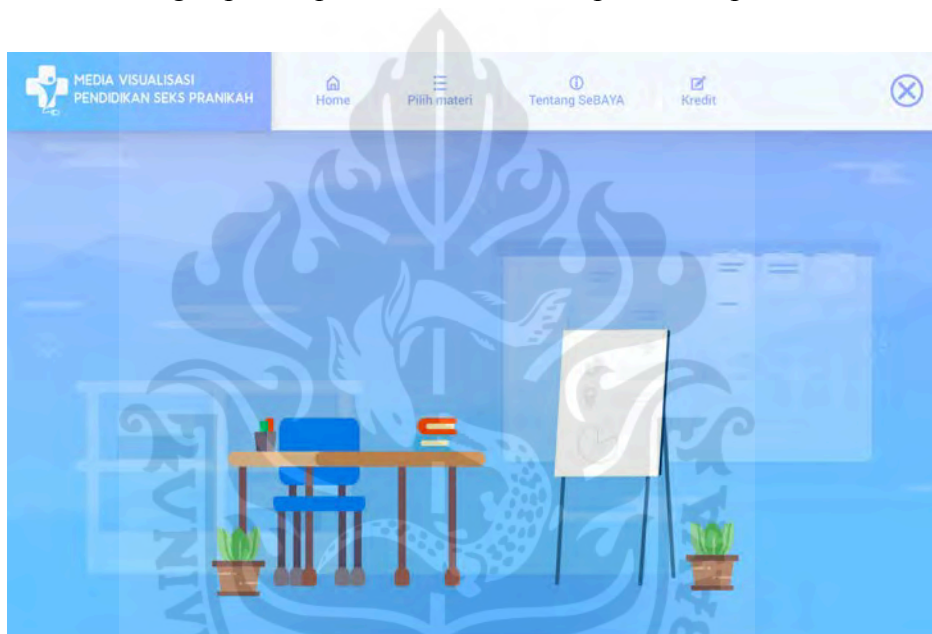 MEDIA VISUALISASI
PENDIDIKAN SEKS PRANIKAH
Home
Pilih materi
Tentang SeBAYA
Kredit